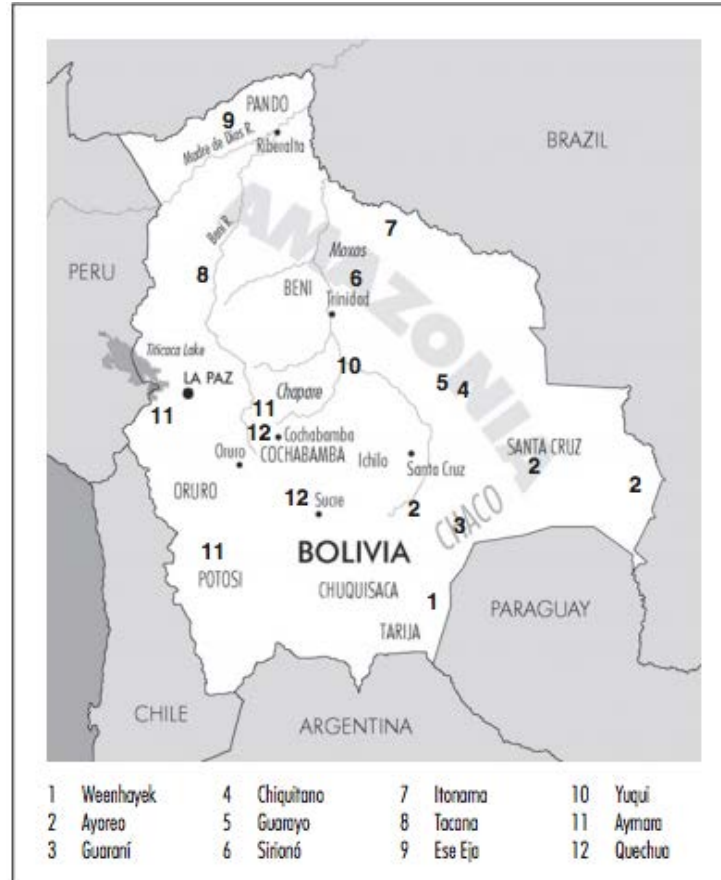 9
PANDO
Madre de Dias R.
Riberalta
BRAZIL
AMAZONIA
7
Beni R.
Moxos
PERU
8
6
BENI
Trinidad
Titicaca Lake
10
LA PAZ
5
4
11
Chapare
11
12
Cochabamba
COCHABAMBA
Oruro
Ichilo
Santa Cruz
SANTA CRUZ
2
2
ORURO
12
Sucre
2
CHACO
3
11
BOLIVIA
POTOSI
CHUQUISACA
1
PARAGUAY
TARIJA
CHILE
ARGENTINA
1 Weenhayek 4 Chiquitano 7 Itonama 10 Yuqui
2 Ayoreo 5 Guarayo 8 Tacana 11 Aymara
3 Guaraní 6 Sirionó 9 Ese Eja 12 Quechua